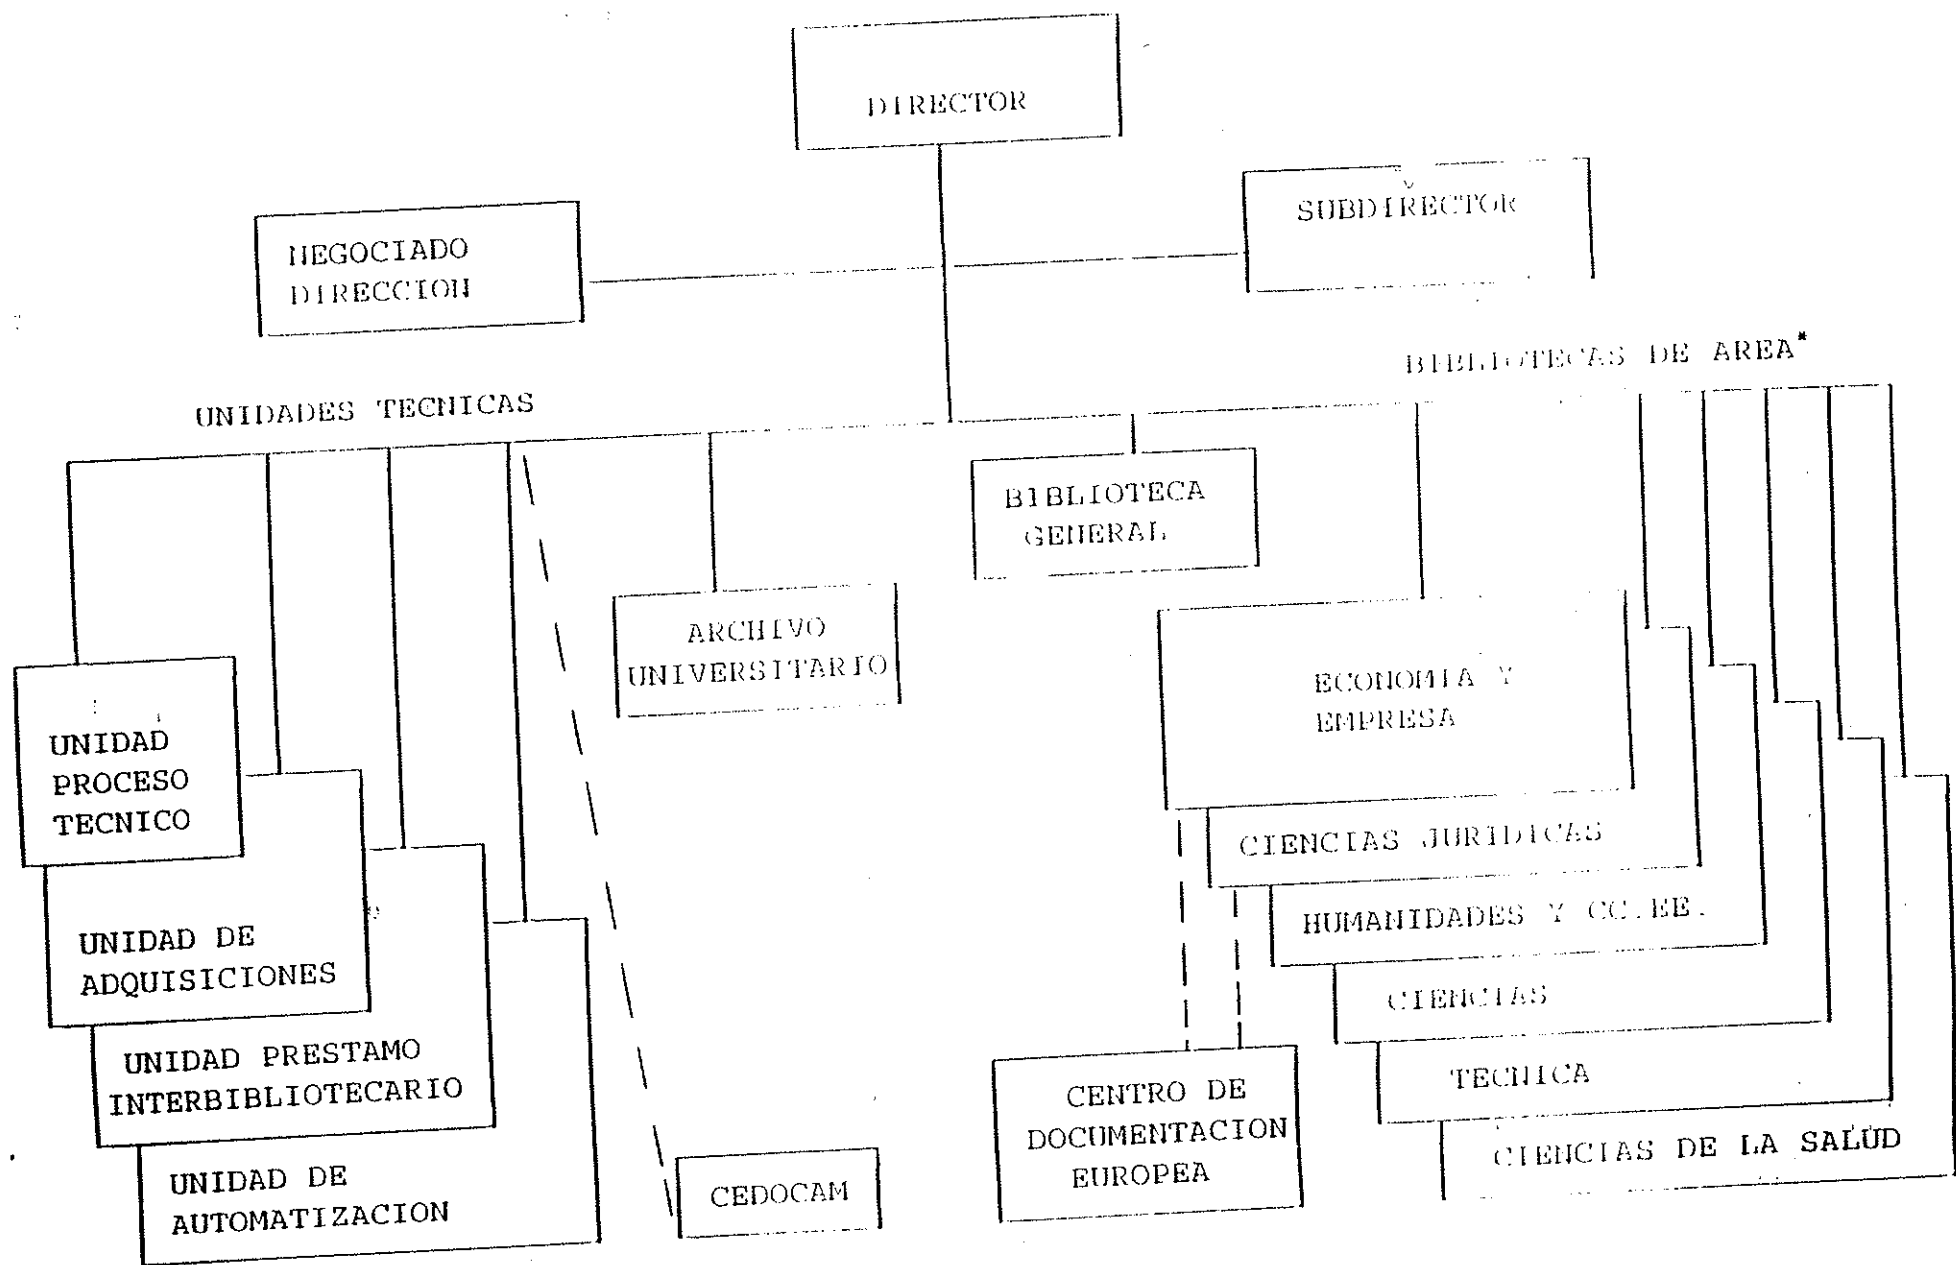 DIRECTOR
SUBDIRECTOR
NEGOCIADO
DIRECCION
BIBLIOTECAS DE AREA*
UNIDADES TECNICAS
BIBLIOTECA
GENERAL
ARCHIVO
UNIVERSITARIO
ECONOMIA Y
EMPRESA
UNIDAD
PROCESO
TECNICO
CIENCIAS JURIDICAS
HUMANIDADES Y CC.EE.
UNIDAD DE
ADQUISICIONES
CIENCIAS
UNIDAD PRESTAMO
INTERBIBLIOTECARIO
TECNICA
CENTRO DE
DOCUMENTACION
EUROPEA
CIENCIAS DE LA SALUD
UNIDAD DE
AUTOMATIZACION
CEDOCAM